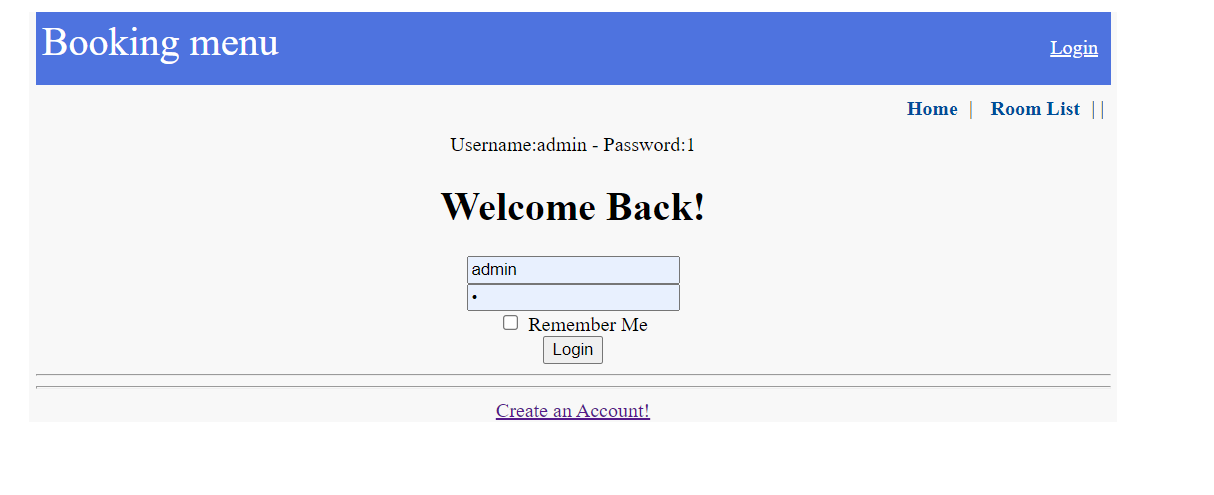 Booking menu
Login
Home | Room List ||
Username:admin - Password:1
Welcome Back!
admin
•
Remember Me
Login
Create an Account!